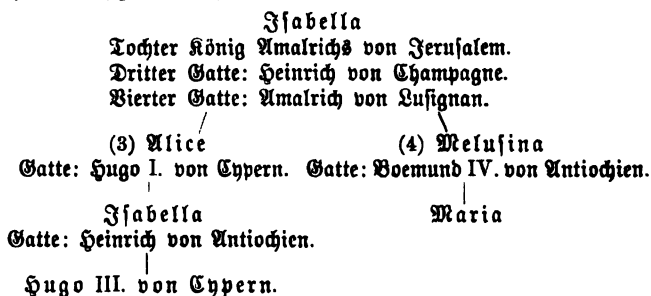 Isabella
Tochter König Amalrichs von Jerusalem.
Dritter Gatte: Heinrich von Champagne.
Vierter Gatte: Amalrich von Lusignan.
(3) Alice (4) Melusina
Gatte: Hugo I. von Cypern. Gatte: Boemund IV. von Antiochien.
Isabella Maria
Gatte: Heinrich von Antiochien.
Hugo III. von Cypern.